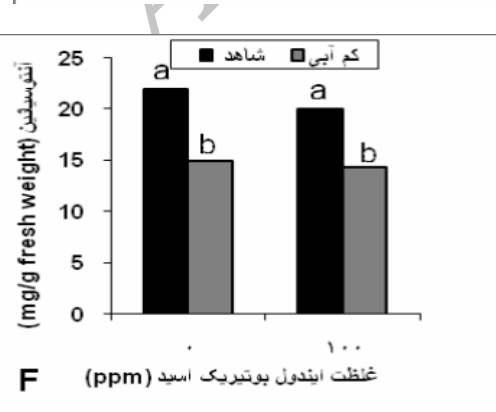 شاهد کم آبی
آنتوسیانین (mg/g fresh weight)
25
20
15
10
5
0
a
b
a
b
۰
۱۰۰
غلظت ایندول بوتیریک اسید (ppm)
F